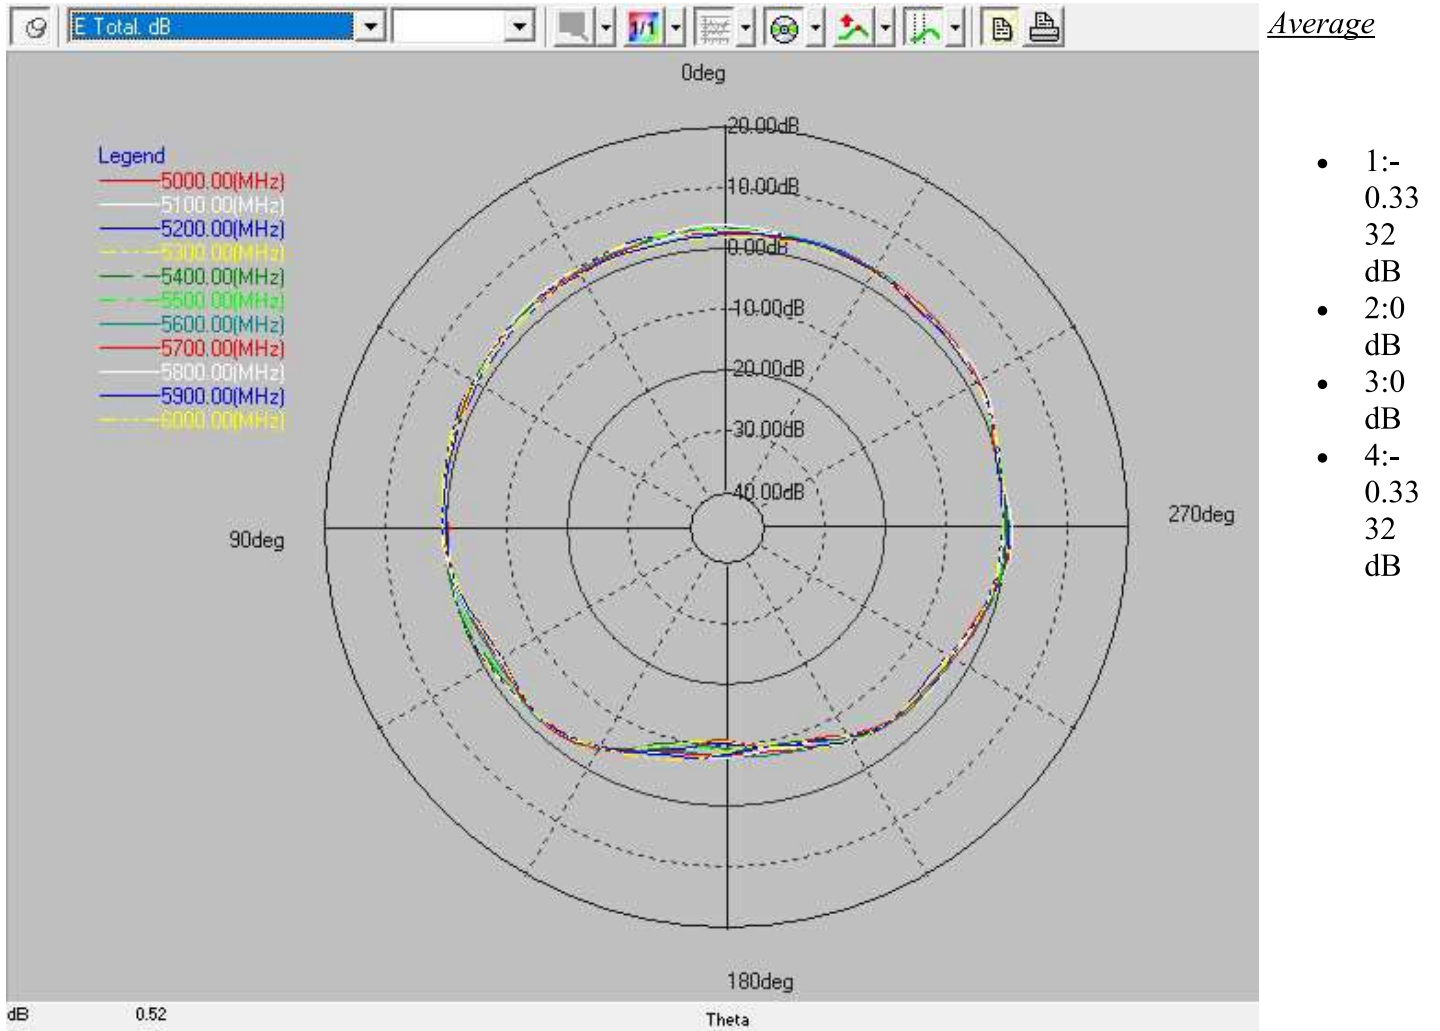 E Total. dB
1/1
Average
0deg
20.00dB
10.00dB
0.00dB
-10.00dB
-20.00dB
-30.00dB
-40.00dB
Legend
5000.00(MHz)
5100.00(MHz)
5200.00(MHz)
5300.00(MHz)
5400.00(MHz)
5500.00(MHz)
5600.00(MHz)
5700.00(MHz)
5800.00(MHz)
5900.00(MHz)
6000.00(MHz)
90deg
270deg
180deg
dB 0.52
Theta
• 1:-
0.33
32
dB
• 2:0
dB
• 3:0
dB
• 4:-
0.33
32
dB